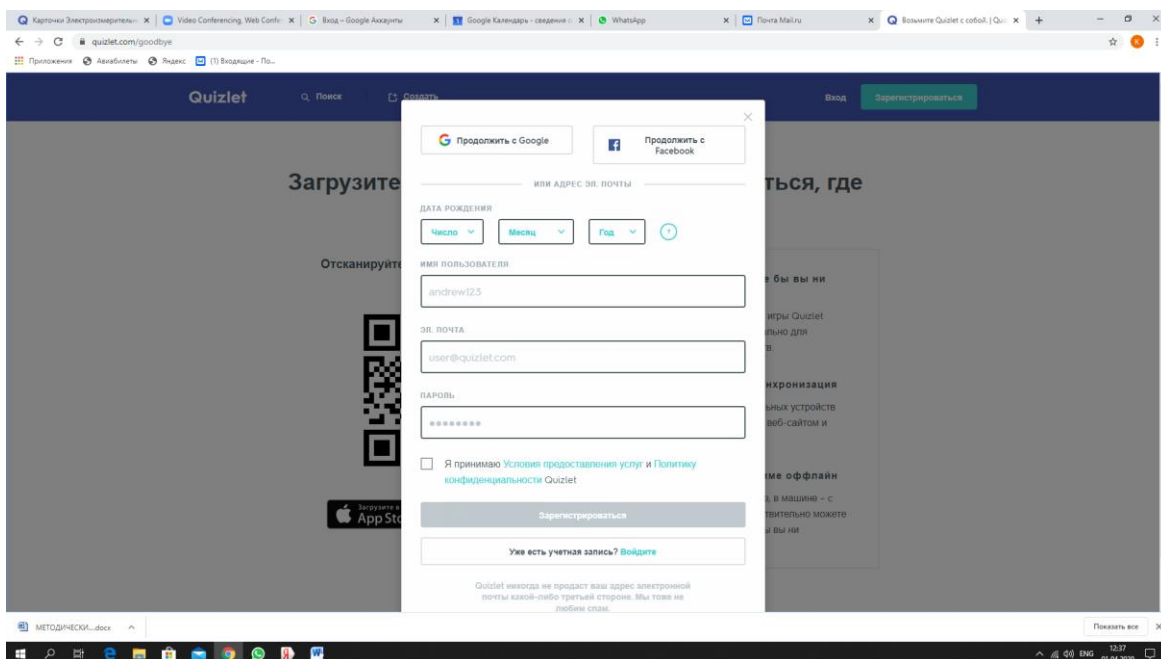 Карточки Электроизмерительн
Video Conferencing, Web Confer
Вход – Google Аккаунты
Google Календарь - сведения о
WhatsApp
Почта Mail.ru
Возьмите Quizlet с собой. | Qui
quizlet.com/goodbye
К
Приложения Авиабилеты Яндекс (1) Входящие - По...
Quizlet Поиск Создать Вход Зарегистрироваться
Продолжить с Google
Продолжить с
Facebook
Загрузите ться, где
ИЛИ АДРЕС ЭЛ. ПОЧТЫ
ДАТА РОЖДЕНИЯ
Число Месяц Год ?
Отсканируйте
ИМЯ ПОЛЬЗОВАТЕЛЯ
andrew123
е бы вы ни
игры Quizlet
льно для
в.
ЭЛ. ПОЧТА
user@quizlet.com
нхронизация
ьных устройств
веб-сайтом и
ПАРОЛЬ
Я принимаю Условия предоставления услуг и Политику
конфиденциальности Quizlet
ме оффлайн
, в машине – с
твительно можете
ы вы ни
Загрузите в
App Sto
Зарегистрироваться
Уже есть учетная запись? Войдите
Quizlet никогда не продаст ваш адрес электронной
почты какой-либо третьей стороне. Мы тоже не
любим спам.
МЕТОДИЧЕСКИ....docx
Показать все
ENG
12:37
01.04.2020